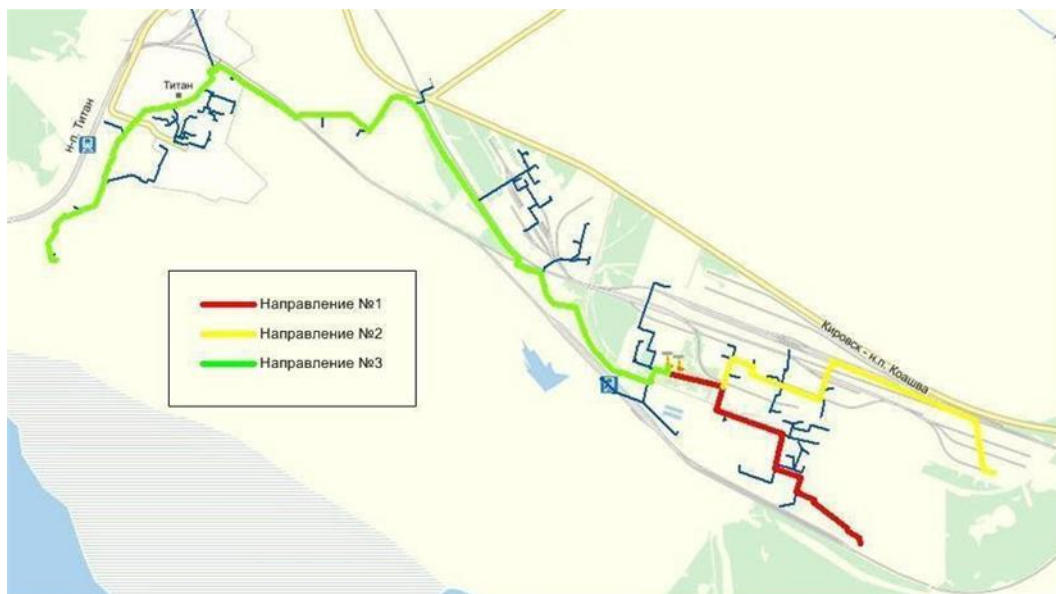 Титан
н-п. Титан
Направление №1
Направление №2
Направление №3
Кировск - н.п. Коашва